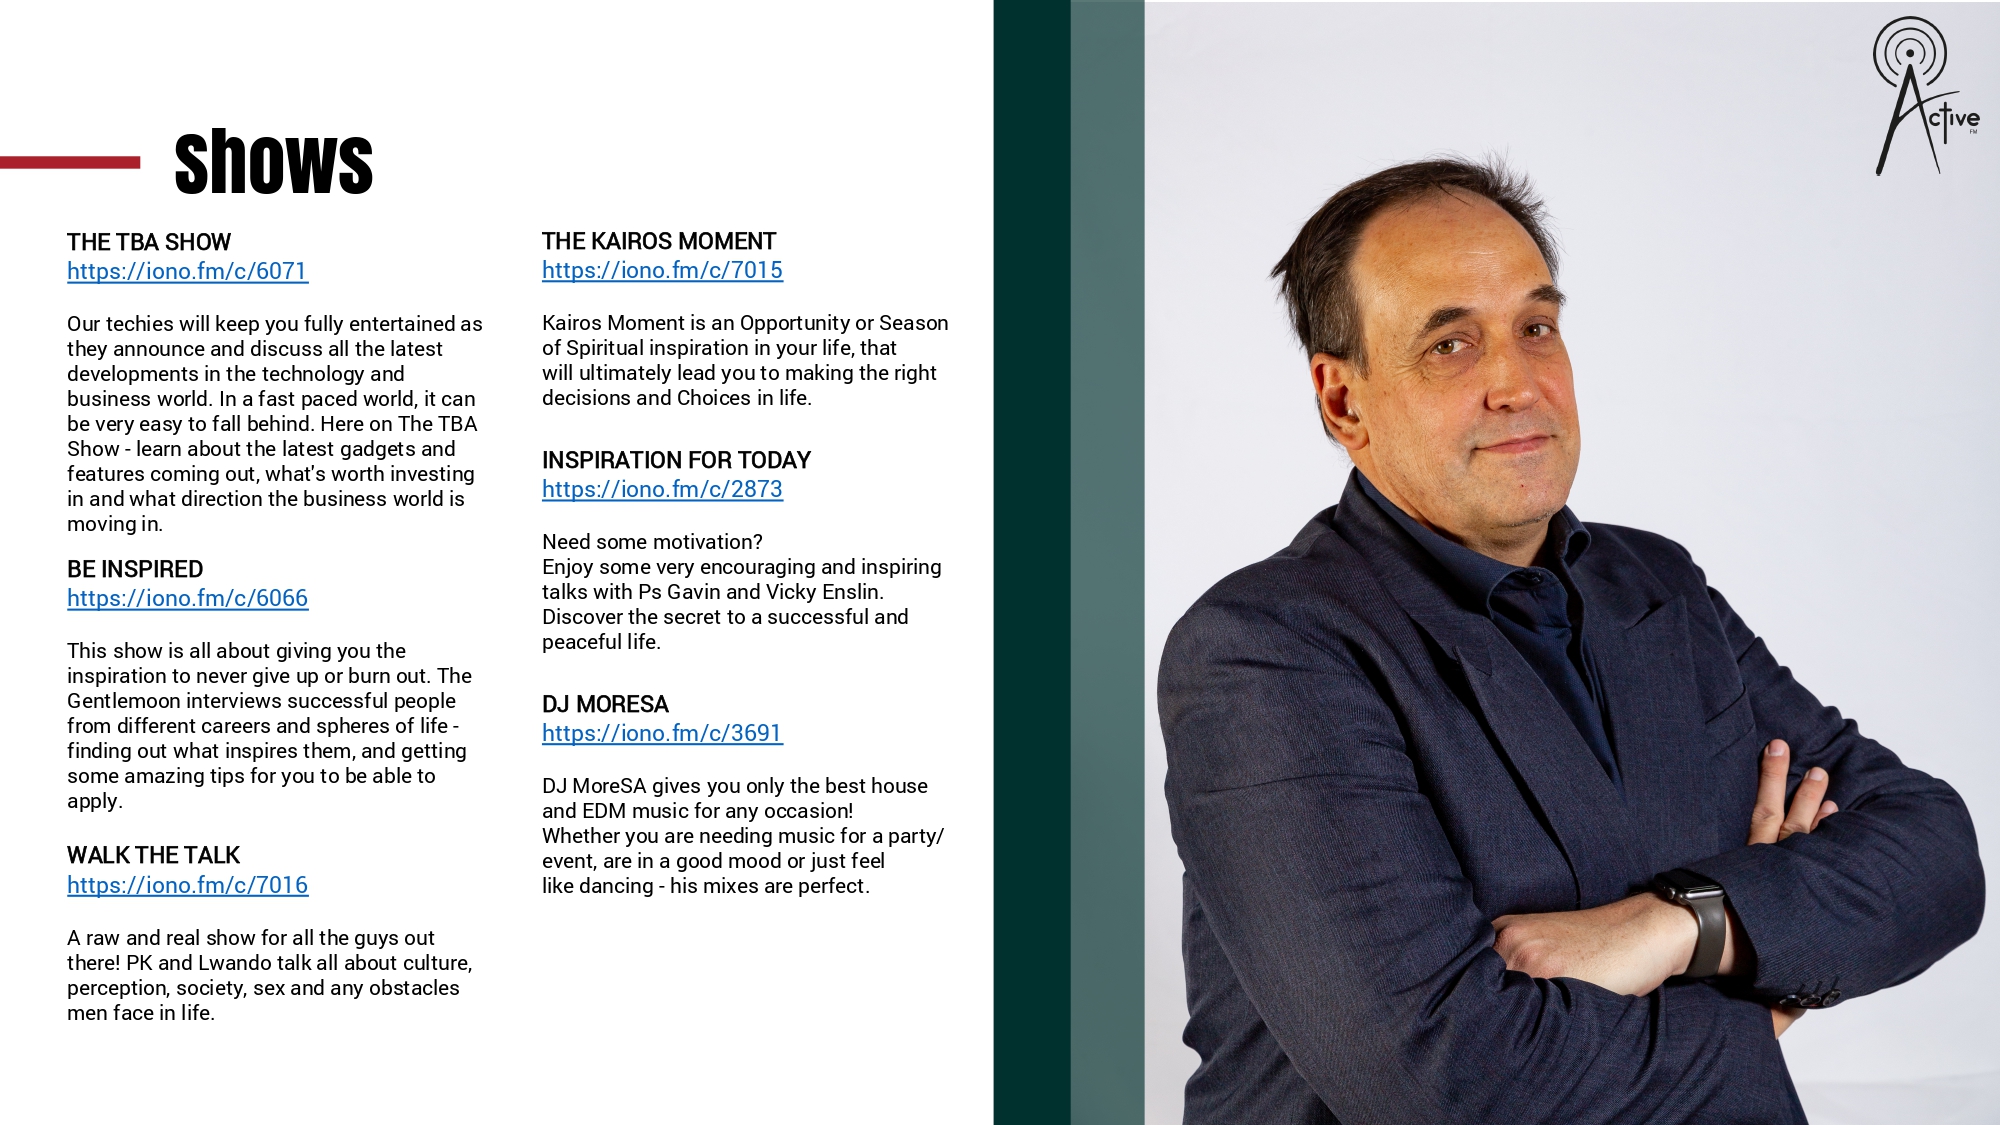 Shows
THE TBA SHOW
https://iono.fm/c/6071
Our techies will keep you fully entertained as
they announce and discuss all the latest
developments in the technology and
business world. In a fast paced world, it can
be very easy to fall behind. Here on The TBA
Show - learn about the latest gadgets and
features coming out, what's worth investing
in and what direction the business world is
moving in.
BE INSPIRED
https://iono.fm/c/6066
This show is all about giving you the
inspiration to never give up or burn out. The
Gentlemoon interviews successful people
from different careers and spheres of life -
finding out what inspires them, and getting
some amazing tips for you to be able to
apply.
WALK THE TALK
https://iono.fm/c/7016
A raw and real show for all the guys out
there! PK and Lwando talk all about culture,
perception, society, sex and any obstacles
men face in life.
THE KAIROS MOMENT
https://iono.fm/c/7015
Kairos Moment is an Opportunity or Season
of Spiritual inspiration in your life, that
will ultimately lead you to making the right
decisions and Choices in life.
INSPIRATION FOR TODAY
https://iono.fm/c/2873
Need some motivation?
Enjoy some very encouraging and inspiring
talks with Ps Gavin and Vicky Enslin.
Discover the secret to a successful and
peaceful life.
DJ MORESA
https://iono.fm/c/3691
DJ MoreSA gives you only the best house
and EDM music for any occasion!
Whether you are needing music for a party/
event, are in a good mood or just feel
like dancing - his mixes are perfect.
Active
FM